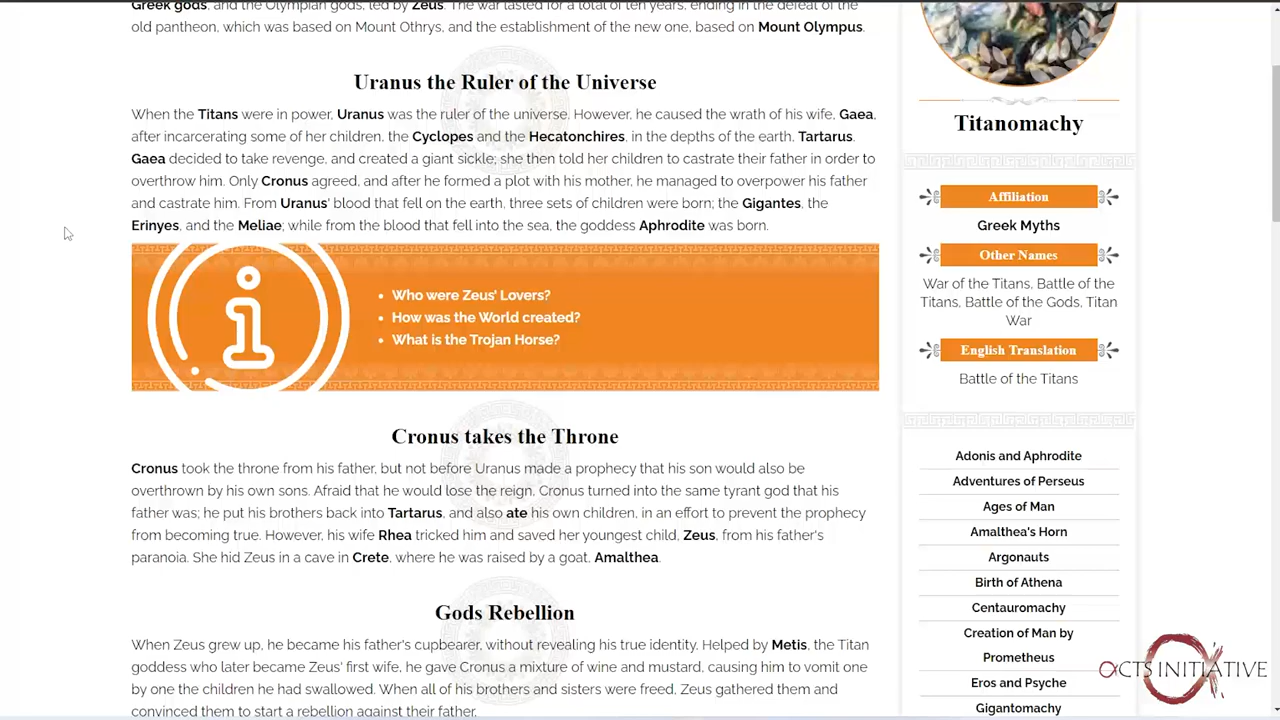 Greek gods, and the Olympian gods, led by Zeus. The war lasted for a total of ten years, ending in the defeat of the
old pantheon, which was based on Mount Othrys, and the establishment of the new one, based on Mount Olympus.
Uranus the Ruler of the Universe
When the Titans were in power, Uranus was the ruler of the universe. However, he caused the wrath of his wife, Gaea,
after incarcerating some of her children, the Cyclopes and the Hecatonchires, in the depths of the earth, Tartarus.
Gaea decided to take revenge, and created a giant sickle; she then told her children to castrate their father in order to
overthrow him. Only Cronus agreed, and after he formed a plot with his mother, he managed to overpower his father
and castrate him. From Uranus' blood that fell on the earth, three sets of children were born; the Gigantes, the
Erinyes, and the Meliae; while from the blood that fell into the sea, the goddess Aphrodite was born.
Who were Zeus' Lovers?
How was the World created?
What is the Trojan Horse?
Cronus takes the Throne
Cronus took the throne from his father, but not before Uranus made a prophecy that his son would also be
overthrown by his own sons. Afraid that he would lose the reign, Cronus turned into the same tyrant god that his
father was; he put his brothers back into Tartarus, and also ate his own children, in an effort to prevent the prophecy
from becoming true. However, his wife Rhea tricked him and saved her youngest child, Zeus, from his father's
paranoia. She hid Zeus in a cave in Crete, where he was raised by a goat, Amalthea.
Gods Rebellion
When Zeus grew up, he became his father's cupbearer, without revealing his true identity. Helped by Metis, the Titan
goddess who later became Zeus' first wife, he gave Cronus a mixture of wine and mustard, causing him to vomit one
by one the children he had swallowed. When all of his brothers and sisters were freed, Zeus gathered them and
convinced them to start a rebellion against their father.
Titanomachy
Affiliation
Greek Myths
Other Names
War of the Titans, Battle of the
Titans, Battle of the Gods, Titan
War
English Translation
Battle of the Titans
Adonis and Aphrodite
Adventures of Perseus
Ages of Man
Amalthea's Horn
Argonauts
Birth of Athena
Centauromachy
Creation of Man by
Prometheus
Eros and Psyche
Gigantomachy
ACTS INITIATIVE